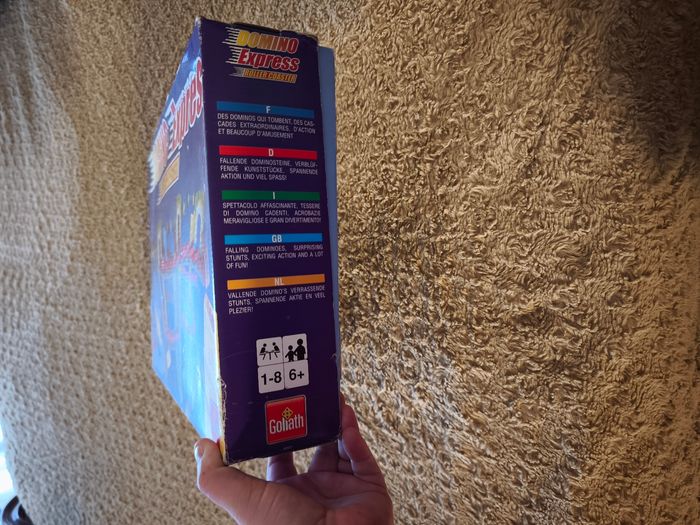 DOMINO
Express
ROLLER COASTER
F
DES DOMINOS QUI TOMBENT, DES CAS-
CADES EXTRAORDINAIRES, D'ACTION
ET BEAUCOUP D'AMUSEMENT
D
FALLENDE DOMINOSTEINE, VERBLÜF-
FENDE KUNSTSTÜCKE, SPANNENDE
AKTION UND VIEL SPASS!
I
SPETTACOLO AFFASCINANTE, TESSERE
DI DOMINO CADENTI, ACROBAZIE
MERAVIGLIOSE E GRAN DIVERTIMENTO!
GB
FALLING DOMINOES, SURPRISING
STUNTS, EXCITING ACTION AND A LOT
OF FUN!
NL
VALLENDE DOMINO'S VERRASSENDE
STUNTS, SPANNENDE AKTIE EN VEEL
PLEZIER!
1-8 6+
Goliath
Express